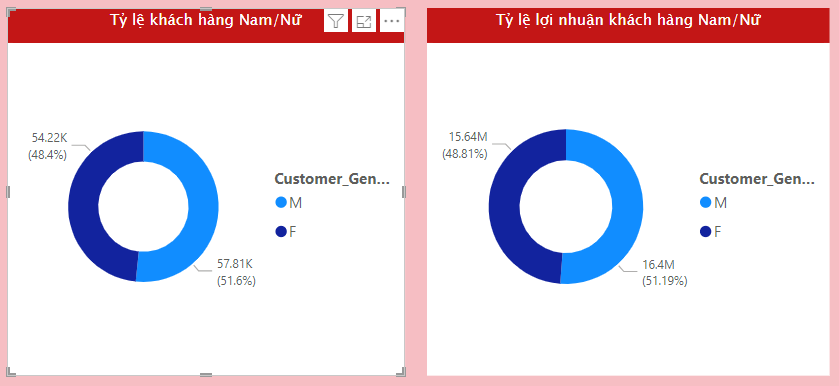 Tỷ lệ khách hàng Nam/Nữ
54.22K
(48.4%)
Customer_Gen...
M
F
57.81K
(51.6%)
Tỷ lệ lợi nhuận khách hàng Nam/Nữ
15.64M
(48.81%)
Customer_Gen...
M
F
16.4M
(51.19%)